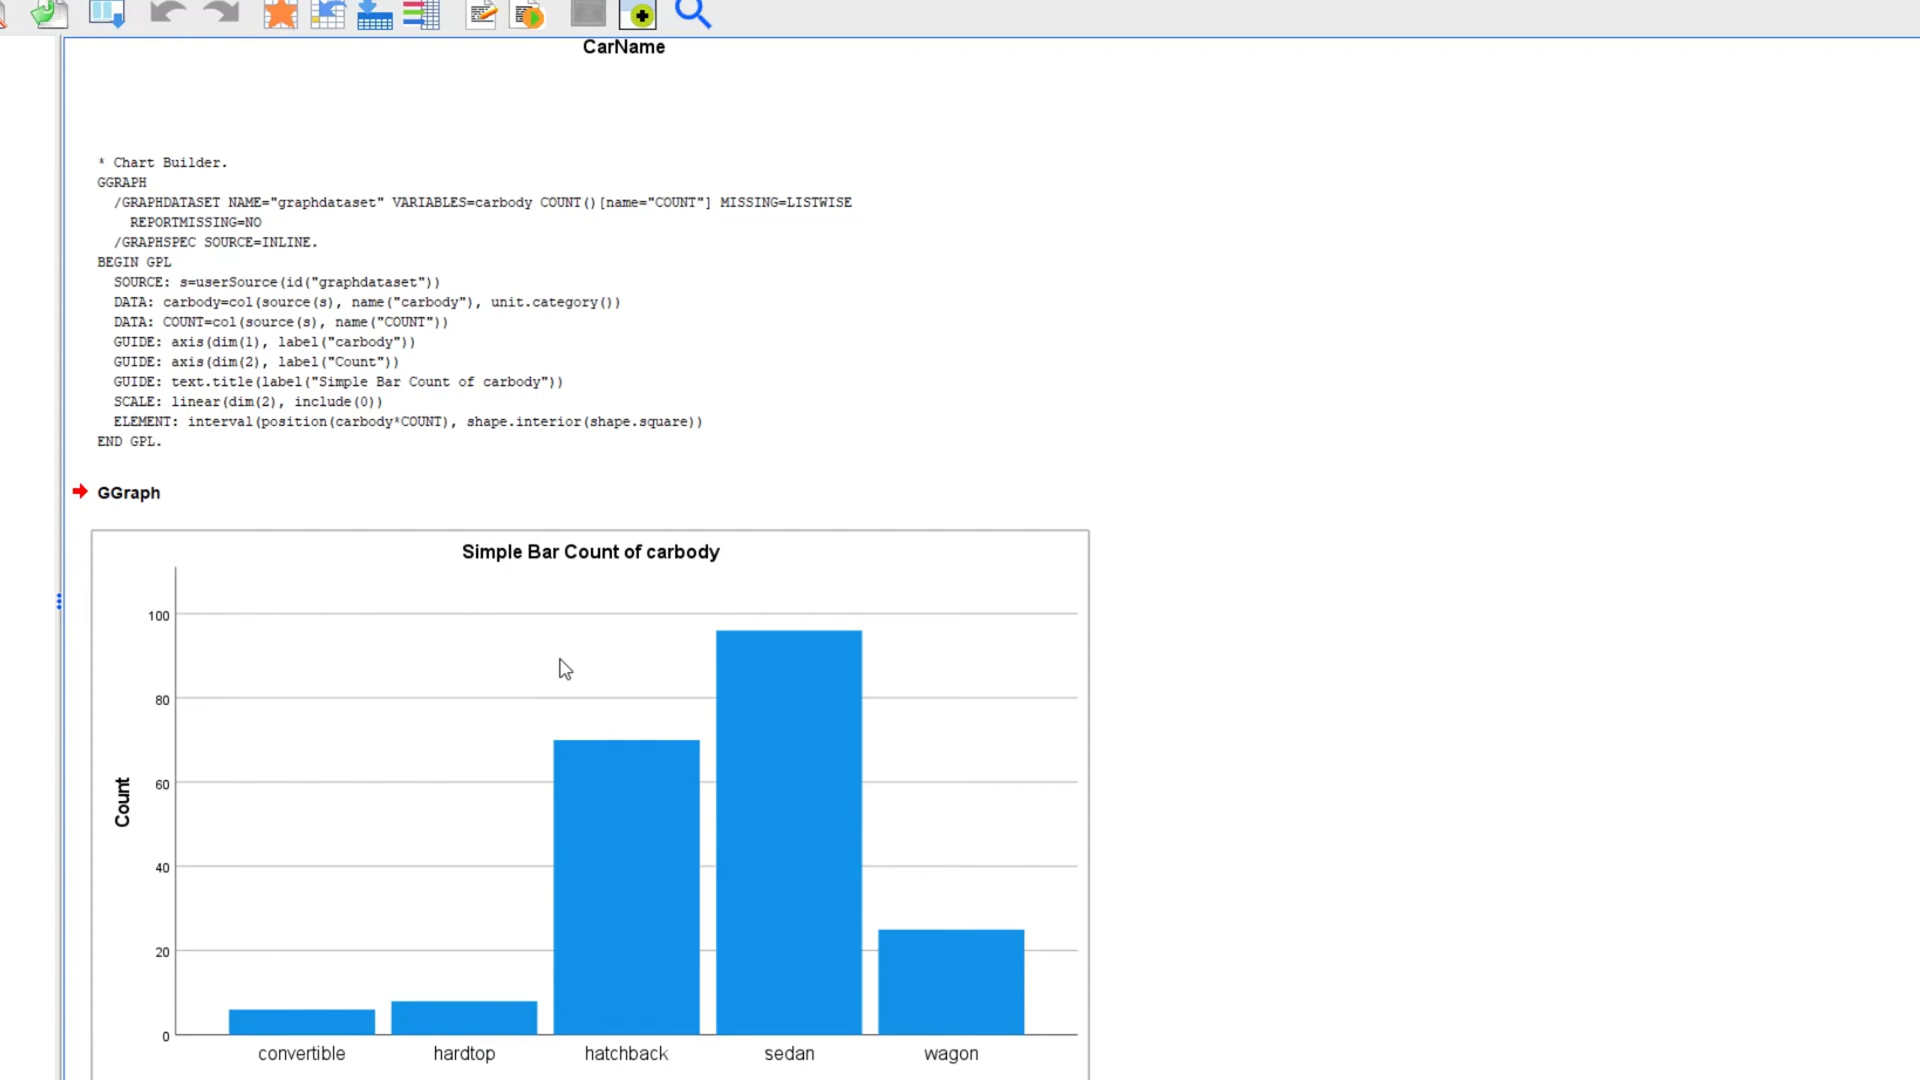 CarName
* Chart Builder.
GGRAPH
/GRAPHDATASET NAME="graphdataset" VARIABLES=carbody COUNT()[name="COUNT"] MISSING=LISTWISE
REPORTMISSING=NO
/GRAPHSPEC SOURCE=INLINE.
BEGIN GPL
SOURCE: s=userSource(id("graphdataset"))
DATA: carbody=col(source(s), name("carbody"), unit.category())
DATA: COUNT=col(source(s), name("COUNT"))
GUIDE: axis(dim(1), label("carbody"))
GUIDE: axis(dim(2), label("Count"))
GUIDE: text.title(label("Simple Bar Count of carbody"))
SCALE: linear(dim(2), include(0))
ELEMENT: interval(position(carbody*COUNT), shape.interior(shape.square))
END GPL.
GGraph
Simple Bar Count of carbody
100
80
60
40
20
0
Count
convertible hardtop hatchback sedan wagon